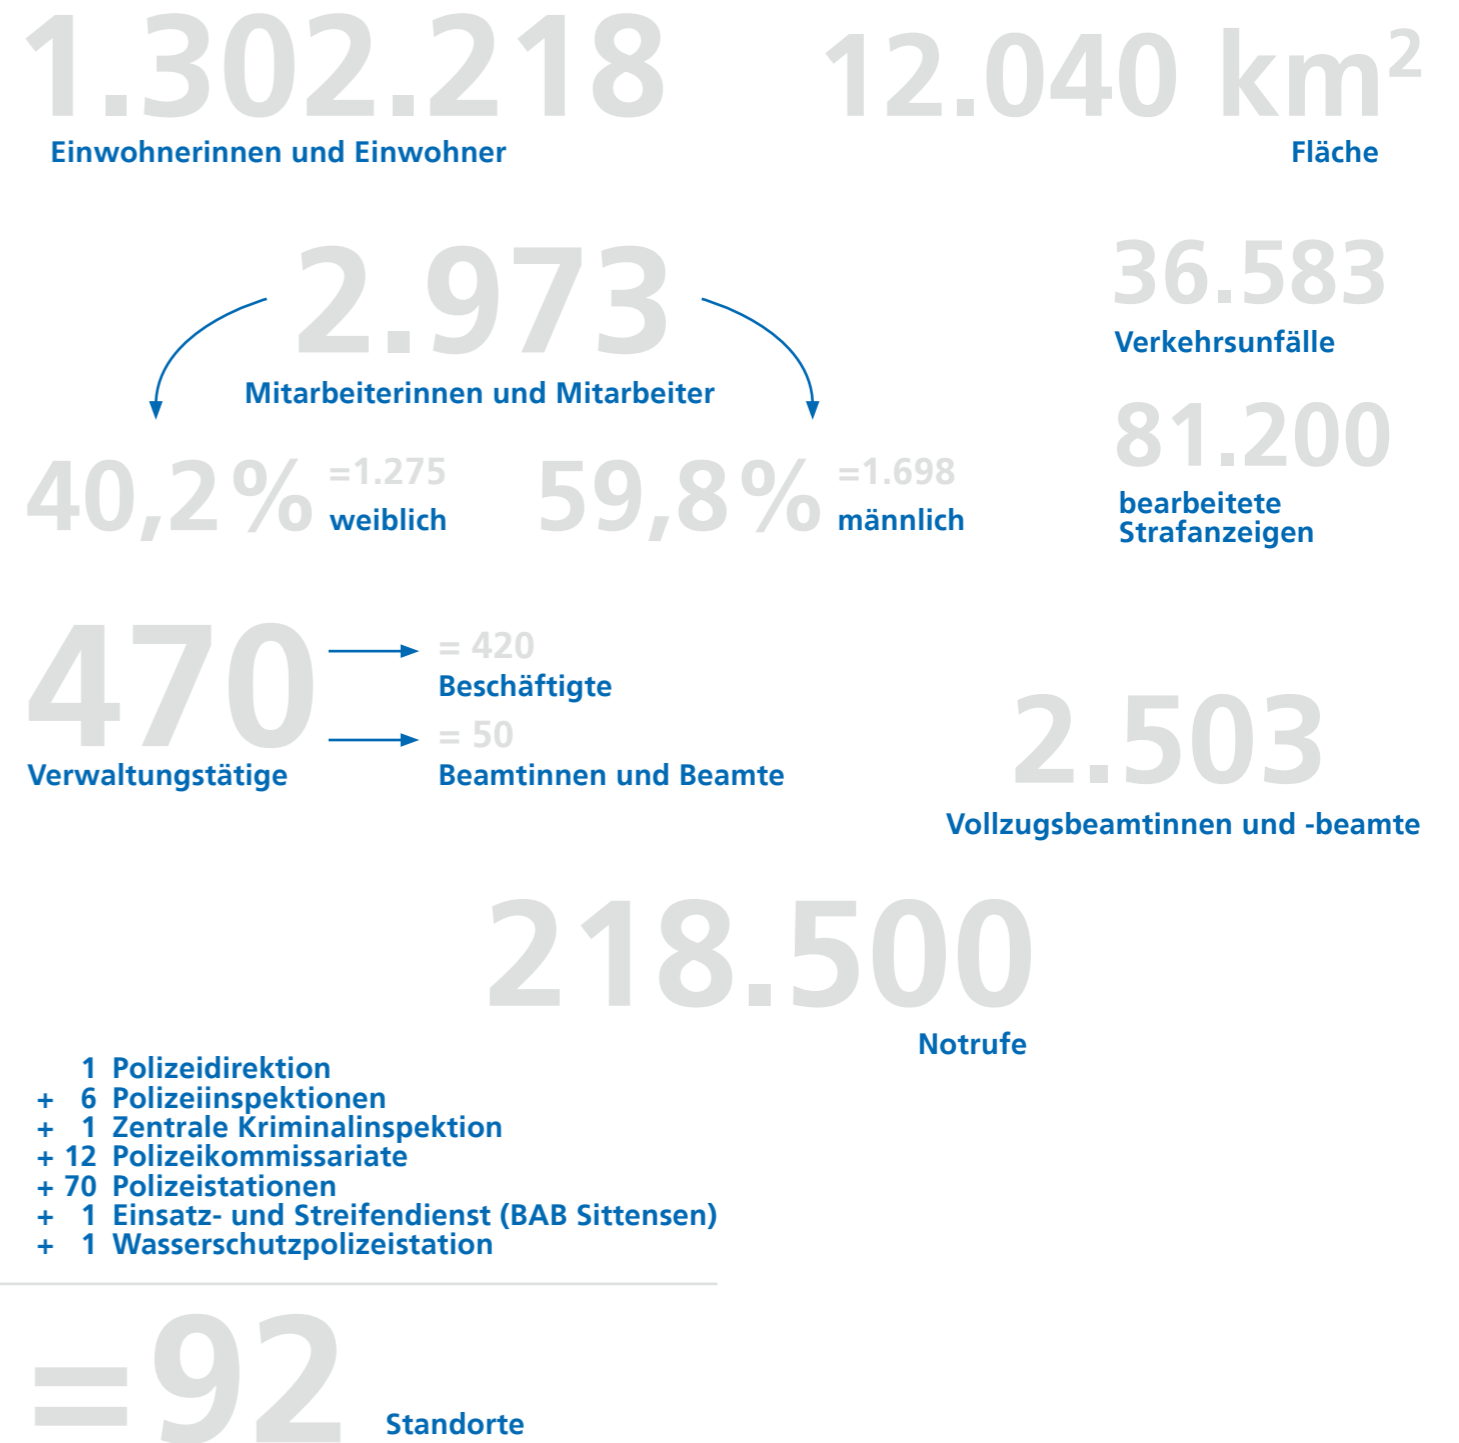 1.302.218
Einwohnerinnen und Einwohner
12.040 km²
Fläche
2.973
Mitarbeiterinnen und Mitarbeiter
40,2 %
=1.275
weiblich
59,8 %
=1.698
männlich
36.583
Verkehrsunfälle
81.200
bearbeitete
Strafanzeigen
470
Verwaltungstätige
= 420
Beschäftigte
= 50
Beamtinnen und Beamte
2.503
Vollzugsbeamtinnen und -beamte
218.500
Notrufe
1 Polizeidirektion
+ 6 Polizeiinspektionen
+ 1 Zentrale Kriminalinspektion
+ 12 Polizeikommissariate
+ 70 Polizeistationen
+ 1 Einsatz- und Streifendienst (BAB Sittensen)
+ 1 Wasserschutzpolizeistation
=92
Standorte